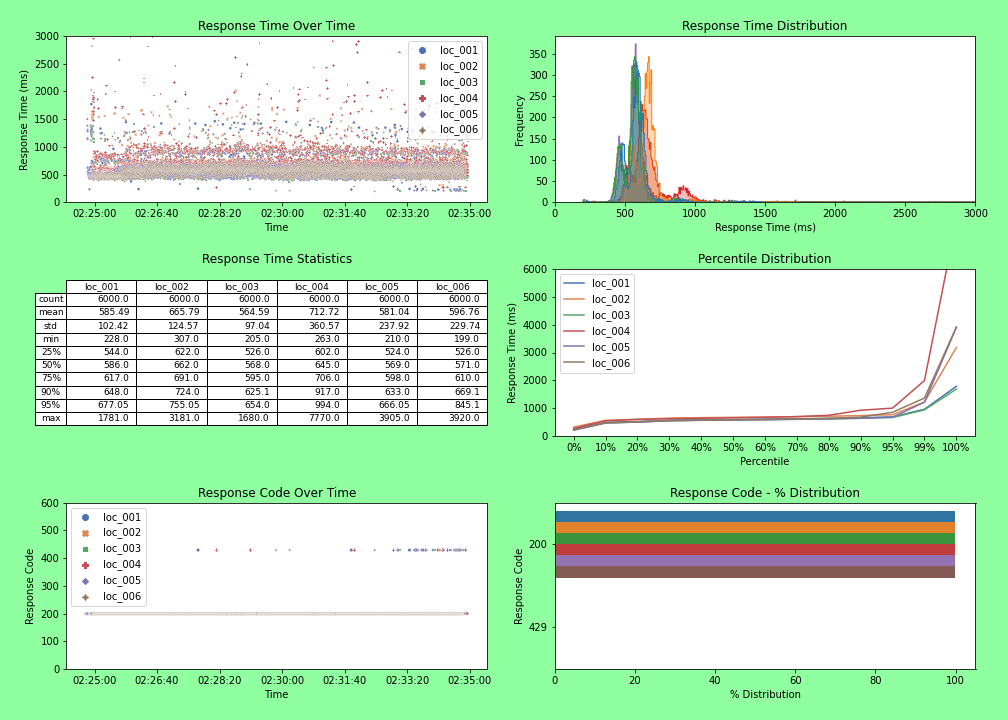 Response Time Over Time
Response Time (ms)
3000
2500
2000
1500
1000
500
0
02:25:00 02:26:40 02:28:20 02:30:00 02:31:40 02:33:20 02:35:00
Time
loc_001
loc_002
loc_003
loc_004
loc_005
loc_006
Response Time Distribution
Frequency
350
300
250
200
150
100
50
0
0 500 1000 1500 2000 2500 3000
Response Time (ms)
Response Time Statistics
loc_001 loc_002 loc_003 loc_004 loc_005 loc_006
count 6000.0 6000.0 6000.0 6000.0 6000.0 6000.0
mean 585.49 665.79 564.59 712.72 581.04 596.76
std 102.42 124.57 97.04 360.57 237.92 229.74
min 228.0 307.0 205.0 263.0 210.0 199.0
25% 544.0 622.0 526.0 602.0 524.0 526.0
50% 586.0 662.0 568.0 645.0 569.0 571.0
75% 617.0 691.0 595.0 706.0 598.0 610.0
90% 648.0 724.0 625.1 917.0 633.0 669.1
95% 677.05 755.05 654.0 994.0 666.05 845.1
max 1781.0 3181.0 1680.0 7770.0 3905.0 3920.0
Percentile Distribution
Response Time (ms)
6000
5000
4000
3000
2000
1000
0
loc_001
loc_002
loc_003
loc_004
loc_005
loc_006
0% 10% 20% 30% 40% 50% 60% 70% 80% 90% 95% 99% 100%
Percentile
Response Code Over Time
Response Code
600
500
400
300
200
100
0
loc_001
loc_002
loc_003
loc_004
loc_005
loc_006
02:25:00 02:26:40 02:28:20 02:30:00 02:31:40 02:33:20 02:35:00
Time
Response Code - % Distribution
Response Code
200
429
0 20 40 60 80 100
% Distribution